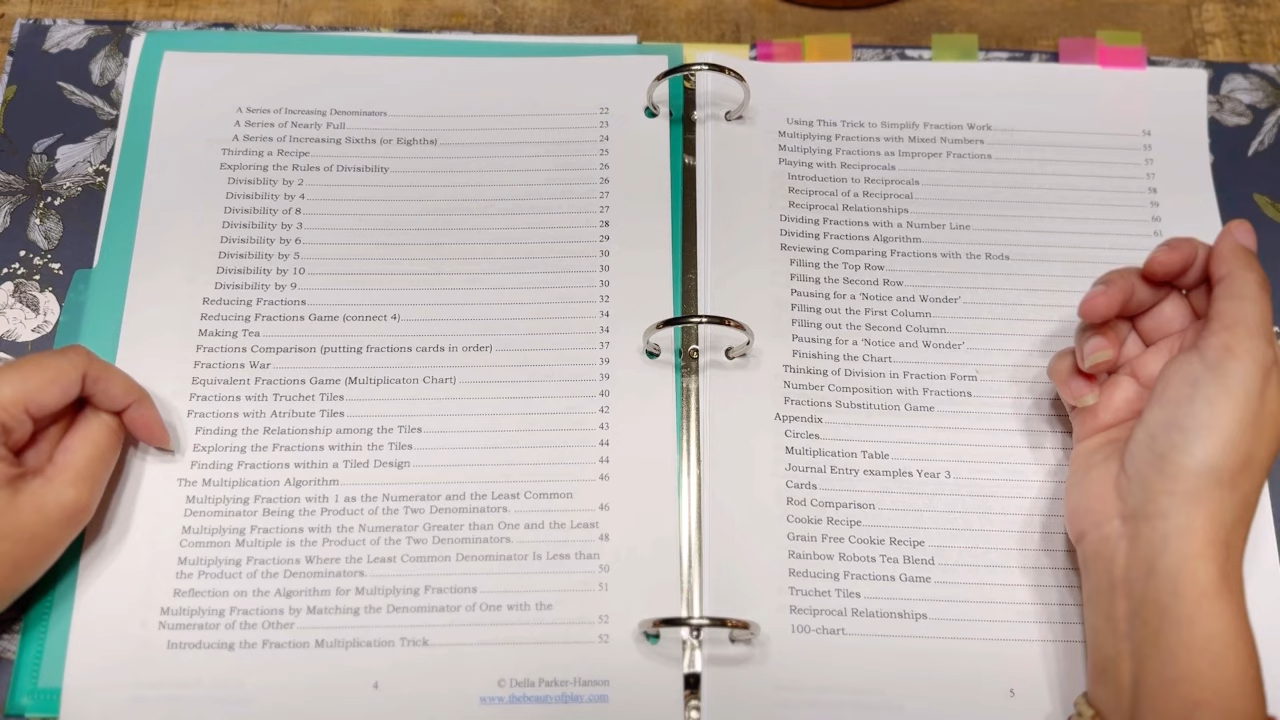 A Series of Increasing Denominators 22
A Series of Nearly Full 23
A Series of Increasing Sixths (or Eighths) 24
Thirding a Recipe 25
Exploring the Rules of Divisibility 26
Divisiblity by 2 26
Divisibility by 4 27
Divisibility of 8 27
Divisibility by 3 28
Divisibility by 6 29
Divisibility by 5 30
Divisibility by 10 30
Divisibility by 9 30
Reducing Fractions 32
Reducing Fractions Game (connect 4) 34
Making Tea 34
Fractions Comparison (putting fractions cards in order) 37
Fractions War 39
Equivalent Fractions Game (Multiplicaton Chart) 39
Fractions with Truchet Tiles 40
Fractions with Atribute Tiles 42
Finding the Relationship among the Tiles 43
Exploring the Fractions within the Tiles 44
Finding Fractions within a Tiled Design 44
The Multiplication Algorithm 46
Multiplying Fraction with 1 as the Numerator and the Least Common
Denominator Being the Product of the Two Denominators. 46
Multiplying Fractions with the Numerator Greater than One and the Least
Common Multiple is the Product of the Two Denominators. 48
Multiplying Fractions Where the Least Common Denominator Is Less than
the Product of the Denominators. 50
Reflection on the Algorithm for Multiplying Fractions 51
Multiplying Fractions by Matching the Denominator of One with the
Numerator of the Other 52
Introducing the Fraction Multiplication Trick 52
4
© Della Parker-Hanson
www.thebeautyofplay.com
Using This Trick to Simplify Fraction Work 54
Multiplying Fractions with Mixed Numbers 55
Multiplying Fractions as Improper Fractions 57
Playing with Reciprocals 57
Introduction to Reciprocals 58
Reciprocal of a Reciprocal 59
Reciprocal Relationships 60
Dividing Fractions with a Number Line 61
Dividing Fractions Algorithm
Reviewing Comparing Fractions with the Rods
Filling the Top Row
Filling the Second Row
Pausing for a 'Notice and Wonder'
Filling out the First Column
Filling out the Second Column
Pausing for a 'Notice and Wonder'
Finishing the Chart
Thinking of Division in Fraction Form
Number Composition with Fractions
Fractions Substitution Game
Appendix
Circles
Multiplication Table
Journal Entry examples Year 3
Cards
Rod Comparison
Cookie Recipe
Grain Free Cookie Recipe
Rainbow Robots Tea Blend
Reducing Fractions Game
Truchet Tiles
Reciprocal Relationships
100-chart
5